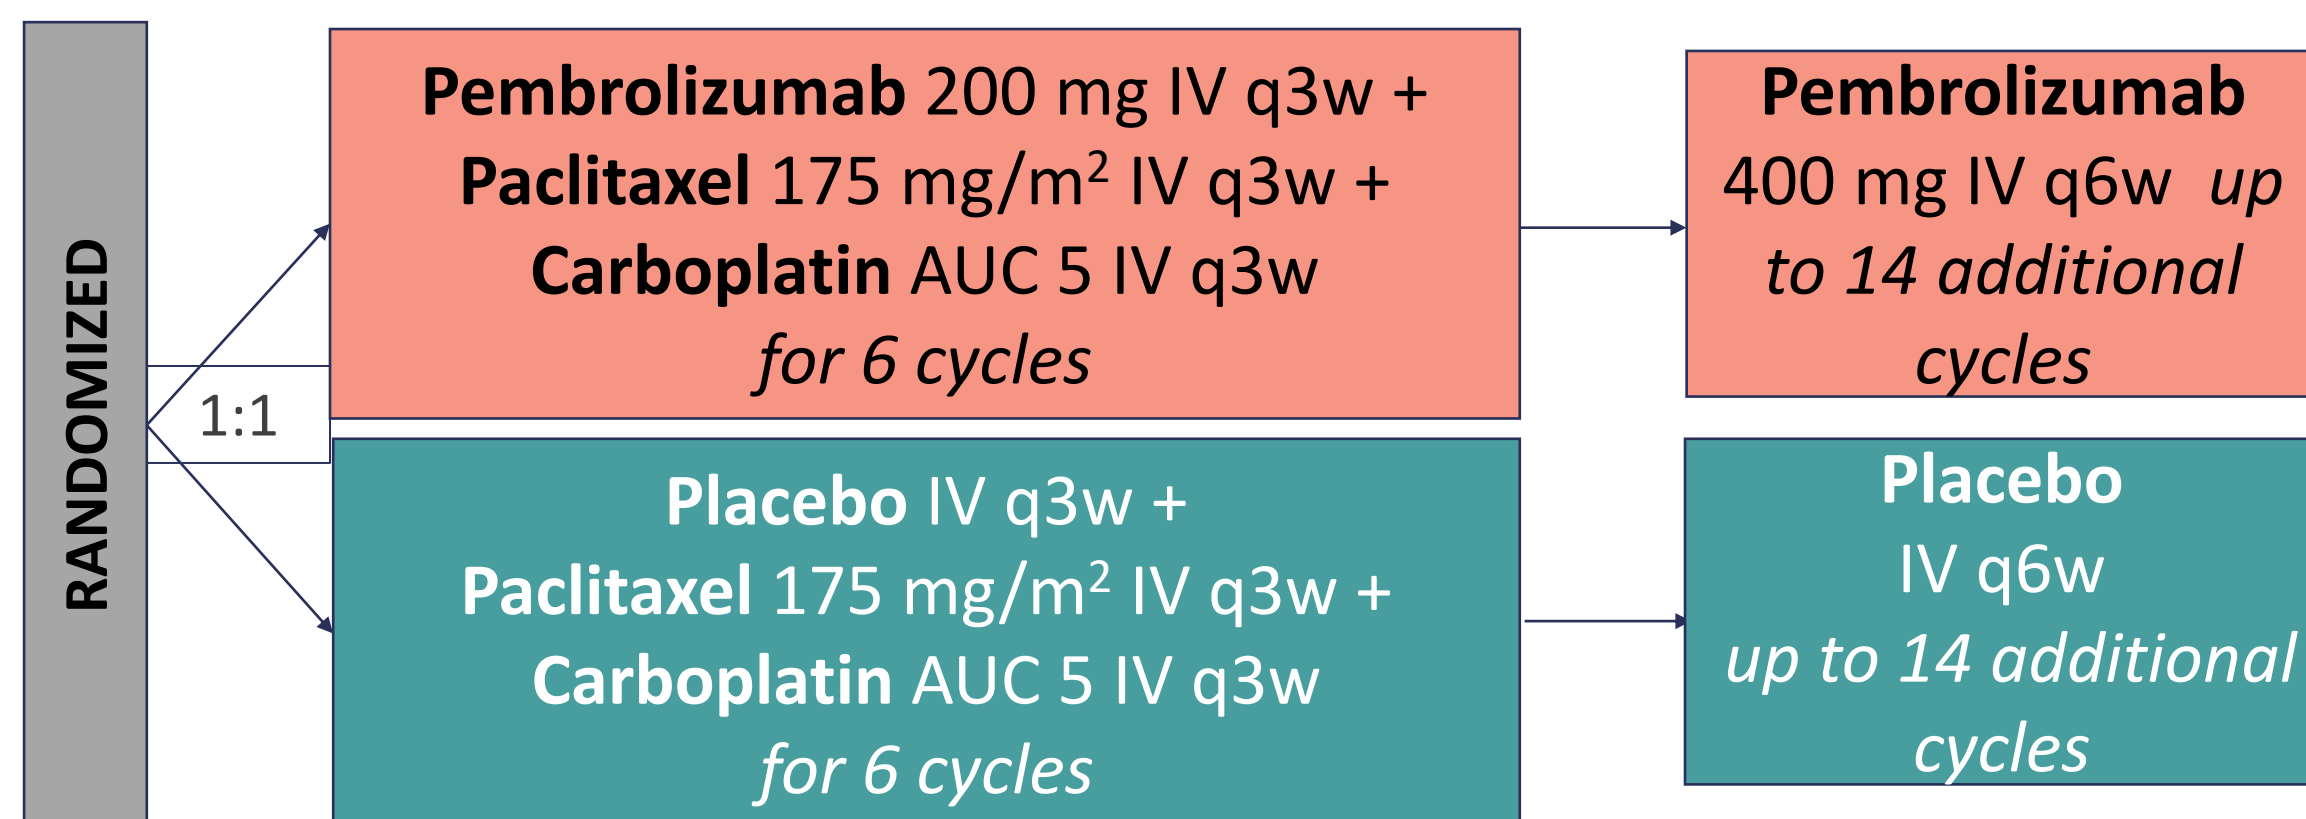 RANDOMIZED
1:1
Pembrolizumab 200 mg IV q3w +
Paclitaxel 175 mg/m² IV q3w +
Carboplatin AUC 5 IV q3w
for 6 cycles
Pembrolizumab
400 mg IV q6w up
to 14 additional
cycles
Placebo IV q3w +
Paclitaxel 175 mg/m² IV q3w +
Carboplatin AUC 5 IV q3w
for 6 cycles
Placebo
IV q6w
up to 14 additional
cycles